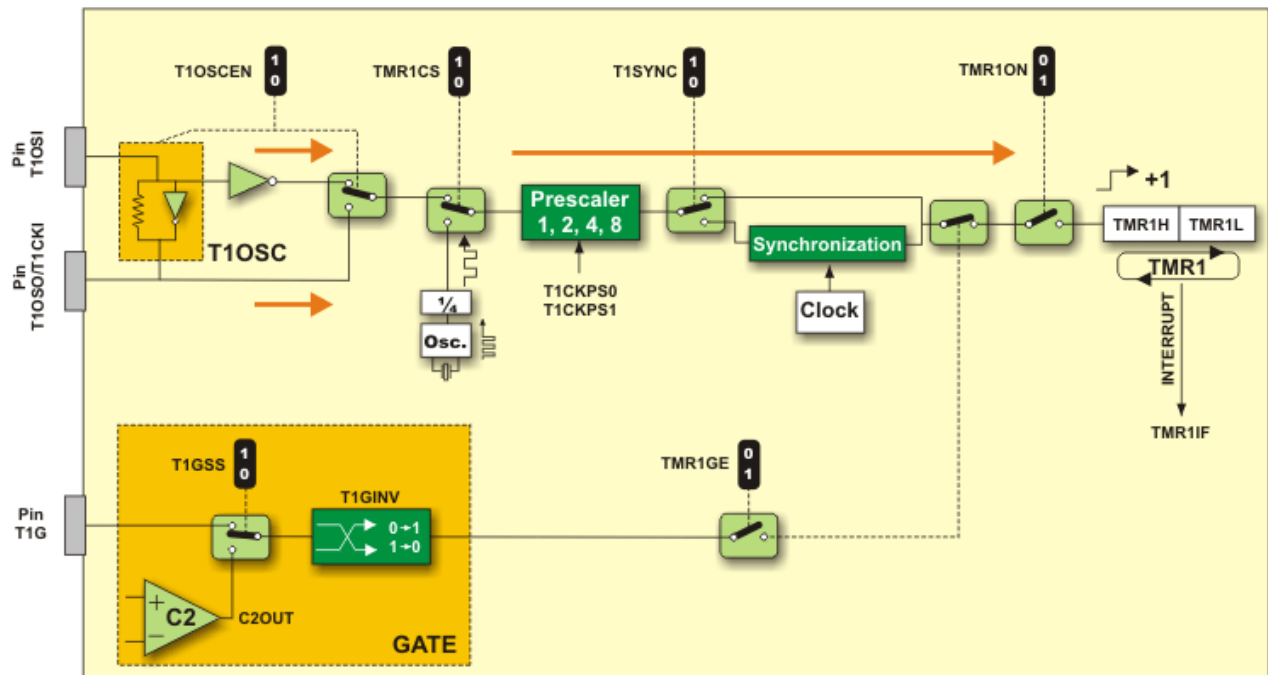 T1OSCEN
1
0
TMR1CS
1
0
T1SYNC
1
0
TMR1ON
0
1
Pin
T1OSI
T1OSC
Pin
T1OSO/T1CKI
Prescaler
1, 2, 4, 8
T1CKPS0
T1CKPS1
¼
Osc.
Synchronization
Clock
+1
TMR1H
TMR1L
TMR1
INTERRUPT
TMR1IF
T1GSS
1
0
T1GINV
0→1
1→0
TMR1GE
0
1
Pin
T1G
+
C2
−
C2OUT
GATE